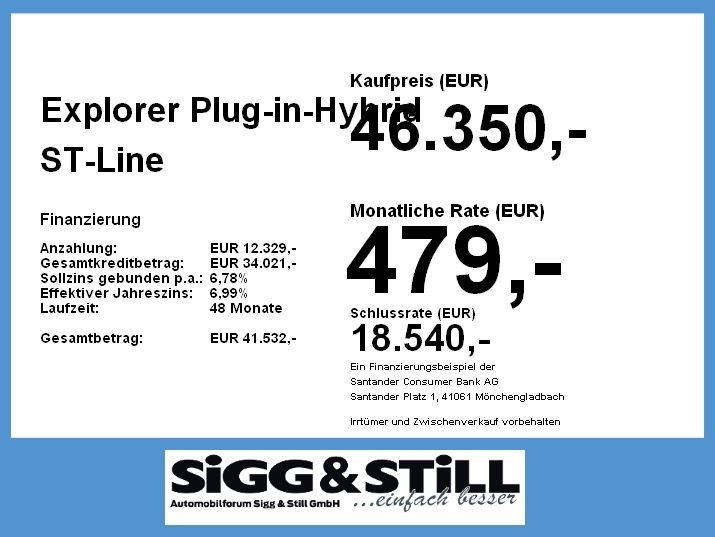 Explorer Plug-in-Hybrid
ST-Line
Finanzierung
Anzahlung: EUR 12.329,-
Gesamtkreditbetrag: EUR 34.021,-
Sollzins gebunden p.a.: 6,78%
Effektiver Jahreszins: 6,99%
Laufzeit: 48 Monate
Gesamtbetrag: EUR 41.532,-
Kaufpreis (EUR)
46.350,-
Monatliche Rate (EUR)
479,-
Schlussrate (EUR)
18.540,-
Ein Finanzierungsbeispiel der
Santander Consumer Bank AG
Santander Platz 1, 41061 Mönchengladbach
Irrtümer und Zwischenverkauf vorbehalten
SiGG & STiLL
Automobilforum Sigg & Still GmbH ...einfach besser